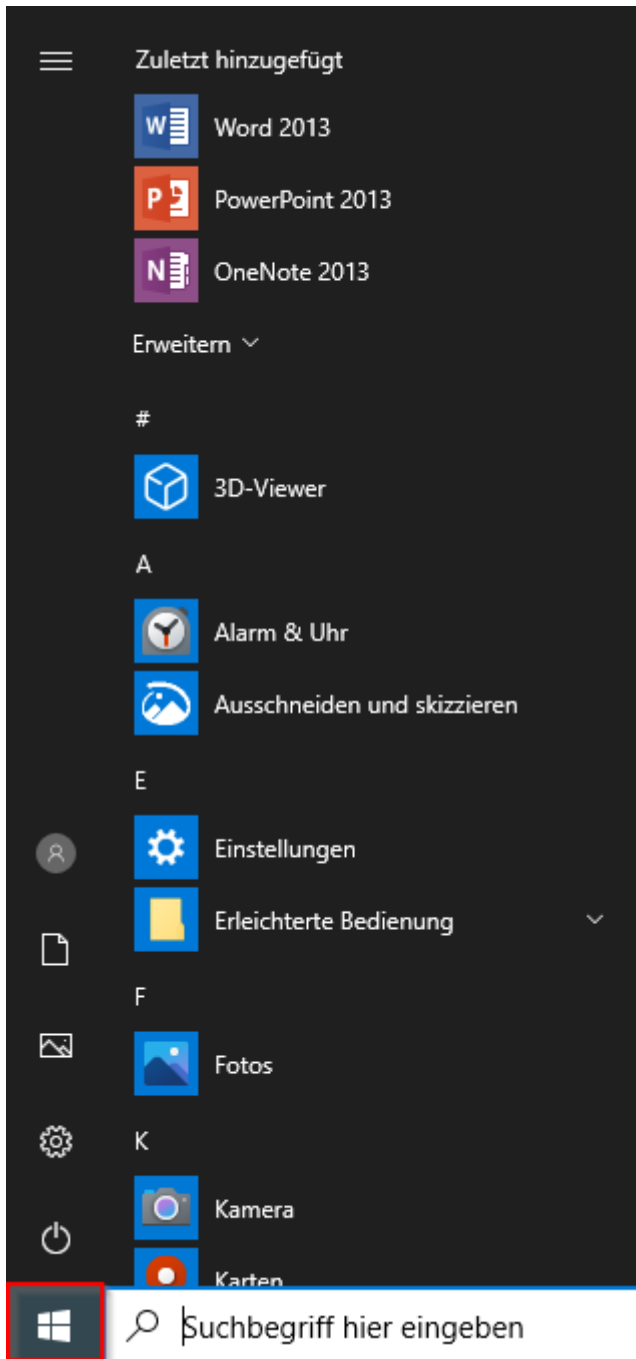 Zuletzt hinzugefügt
Word 2013
PowerPoint 2013
OneNote 2013
Erweitern
#
3D-Viewer
A
Alarm & Uhr
Ausschneiden und skizzieren
E
Einstellungen
Erleichterte Bedienung
F
Fotos
K
Kamera
Karten
Suchbegriff hier eingeben